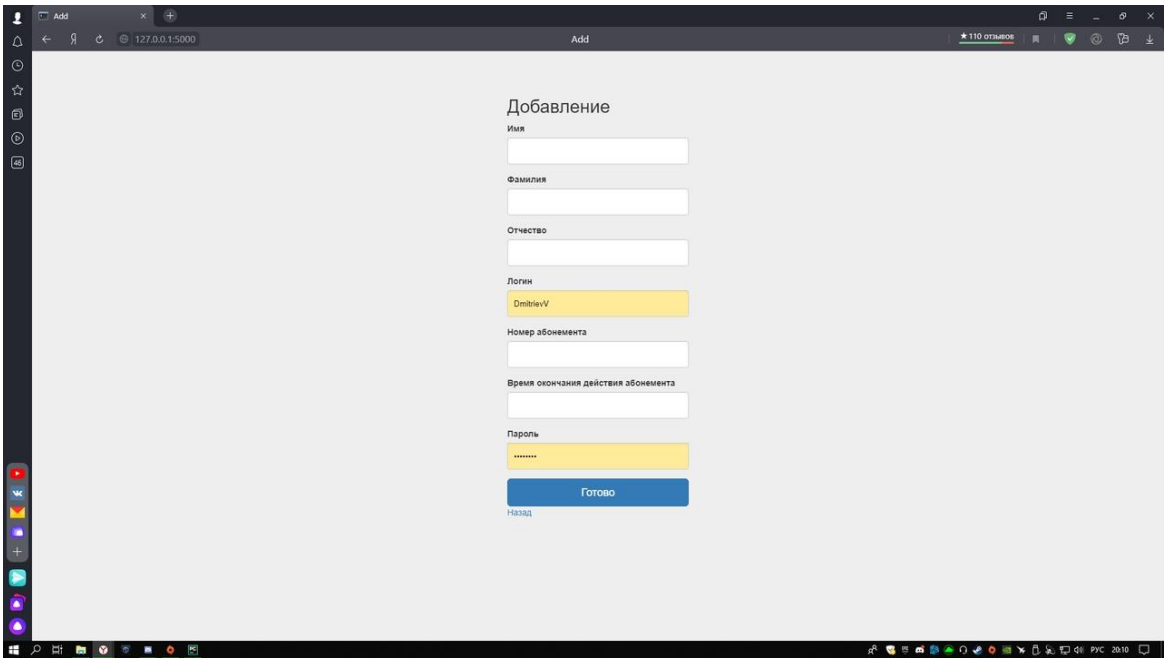 Add
127.0.0.1:5000
Add
★ 110 отзывов
46
Добавление
Имя
Фамилия
Отчество
Логин
DmitrievV
Номер абонемента
Время окончания действия абонемента
Пароль
••••••••
Готово
Назад
РУС 20:10